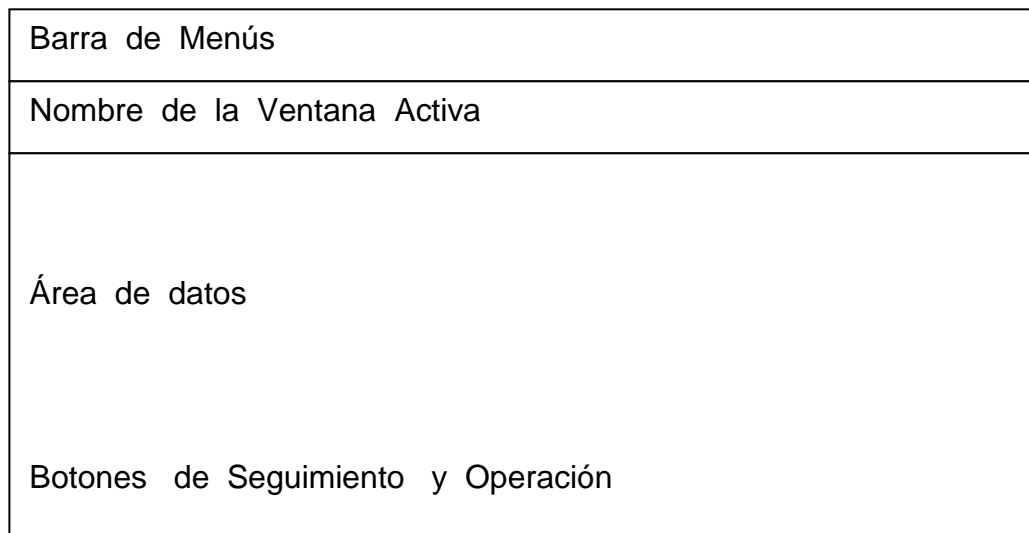 Barra de Menús
Nombre de la Ventana Activa
Área de datos
Botones de Seguimiento y Operación